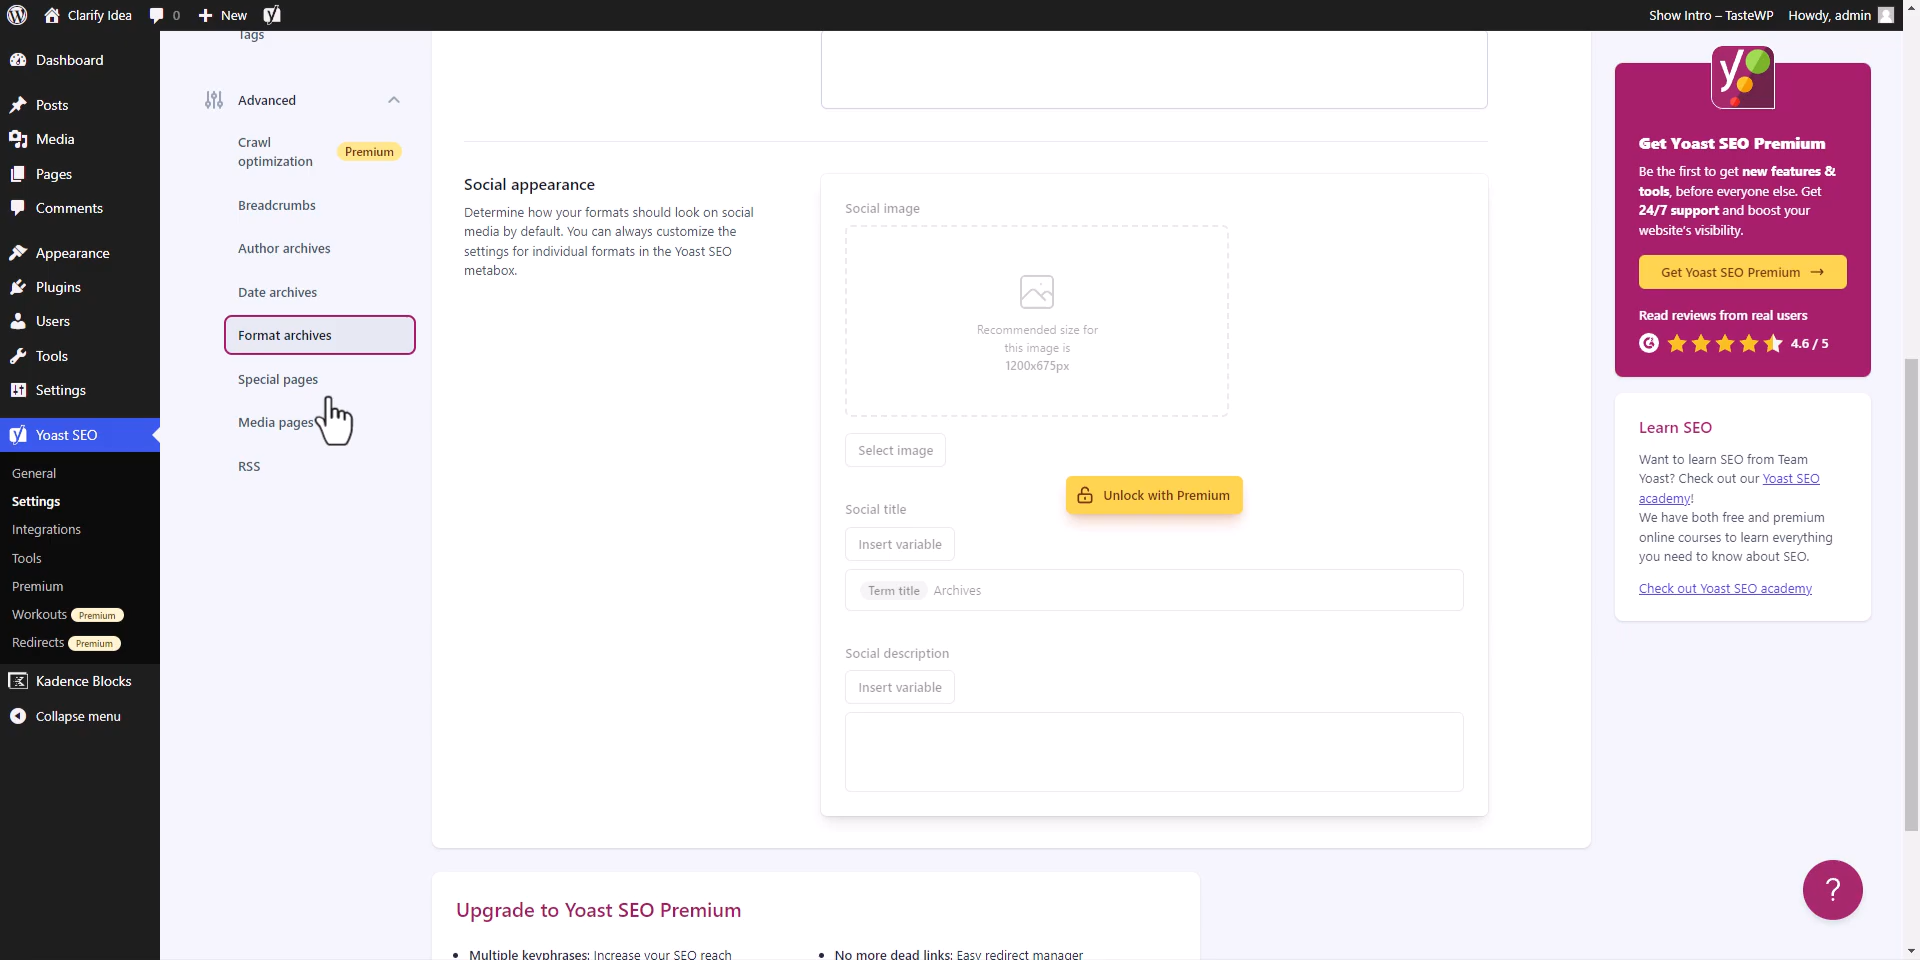 Clarify Idea
0
New
Show Intro – TasteWP
Howdy, admin
Dashboard
Posts
Media
Pages
Comments
Appearance
Plugins
Users
Tools
Settings
Yoast SEO
General
Settings
Integrations
Tools
Premium
Workouts Premium
Redirects Premium
Kadence Blocks
Collapse menu
Tags
Advanced
Crawl
optimization
Premium
Breadcrumbs
Author archives
Date archives
Format archives
Special pages
Media pages
RSS
Social appearance
Determine how your formats should look on social
media by default. You can always customize the
settings for individual formats in the Yoast SEO
metabox.
Social image
Recommended size for
this image is
1200x675px
Select image
Unlock with Premium
Social title
Insert variable
Term title Archives
Social description
Insert variable
Upgrade to Yoast SEO Premium
• Multiple keyphrases: Increase your SEO reach
• No more dead links: Easy redirect manager
y
Get Yoast SEO Premium
Be the first to get new features &
tools, before everyone else. Get
24/7 support and boost your
website's visibility.
Get Yoast SEO Premium →
Read reviews from real users
4.6 / 5
Learn SEO
Want to learn SEO from Team
Yoast? Check out our Yoast SEO
academy!
We have both free and premium
online courses to learn everything
you need to know about SEO.
Check out Yoast SEO academy
?